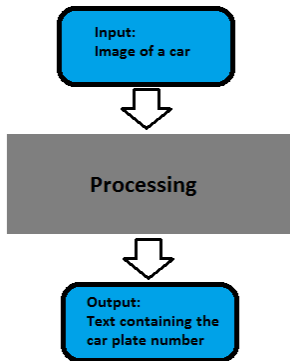 Input:
Image of a car
Processing
Output:
Text containing the
car plate number